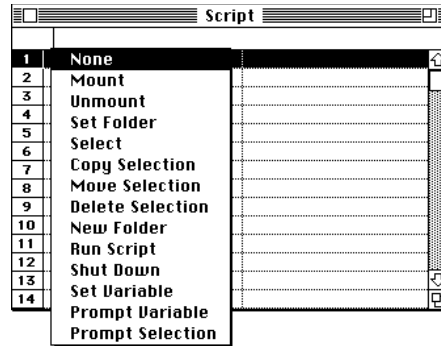 Script
1 None
2 Mount
3 Unmount
4 Set Folder
5 Select
6 Copy Selection
7 Move Selection
8 Delete Selection
9 New Folder
10 Run Script
11 Shut Down
12 Set Variable
13 Prompt Variable
14 Prompt Selection